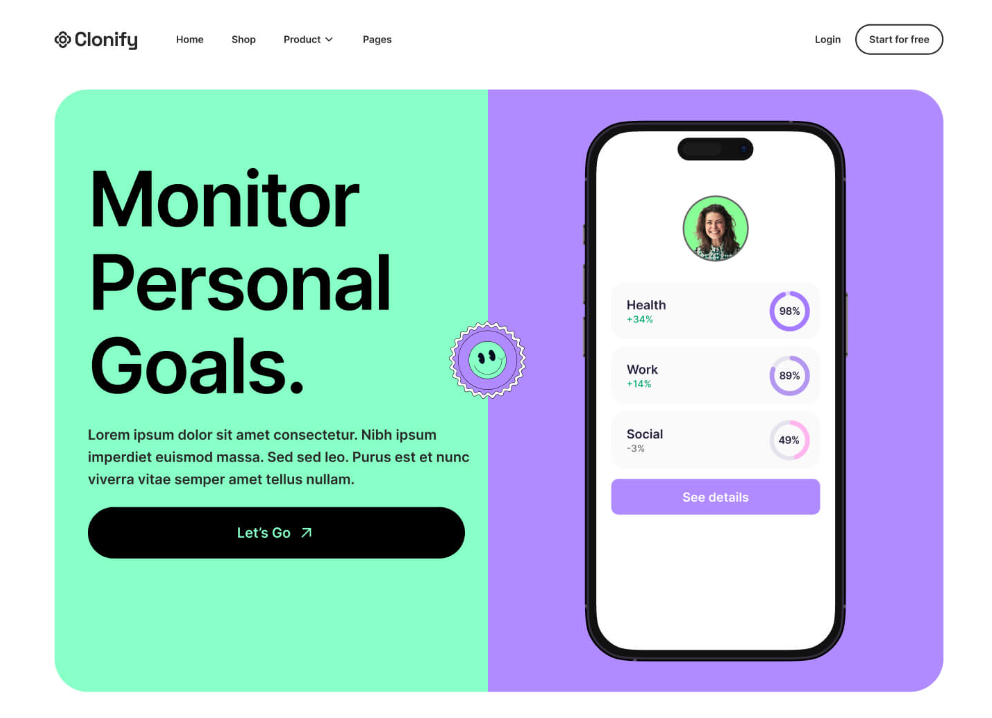 Clonify
Home
Shop
Product
Pages
Login
Start for free
Monitor
Personal
Goals.
Lorem ipsum dolor sit amet consectetur. Nibh ipsum
imperdiet euismod massa. Sed sed leo. Purus est et nunc
viverra vitae semper amet tellus nullam.
Let's Go
Health
+34%
98%
Work
+14%
89%
Social
-3%
49%
See details